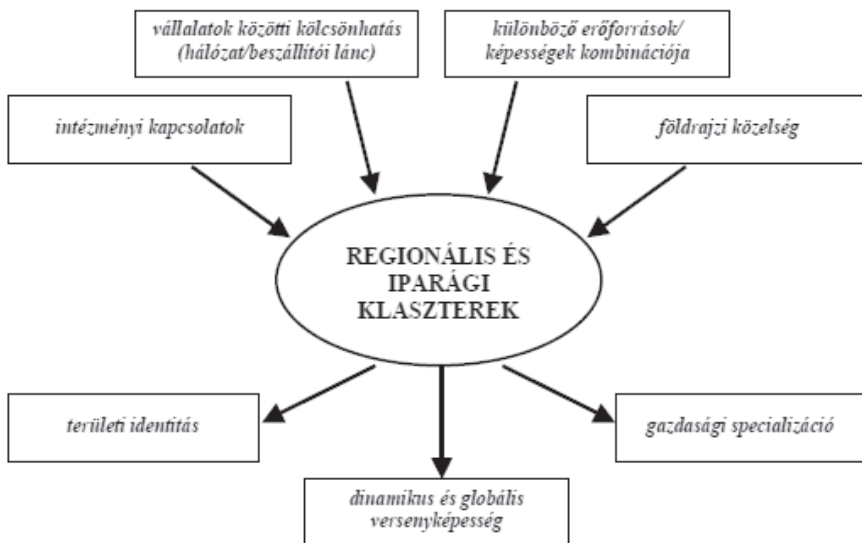 vállalatok közötti kölcsönhatás
(hálózat/beszállítói lánc)
különböző erőforrások/
képességek kombinációja
intézményi kapcsolatok
földrajzi közelség
REGIONÁLIS ÉS
IPARÁGI
KLASZTEREK
területi identitás
gazdasági specializáció
dinamikus és globális
versenyképesség